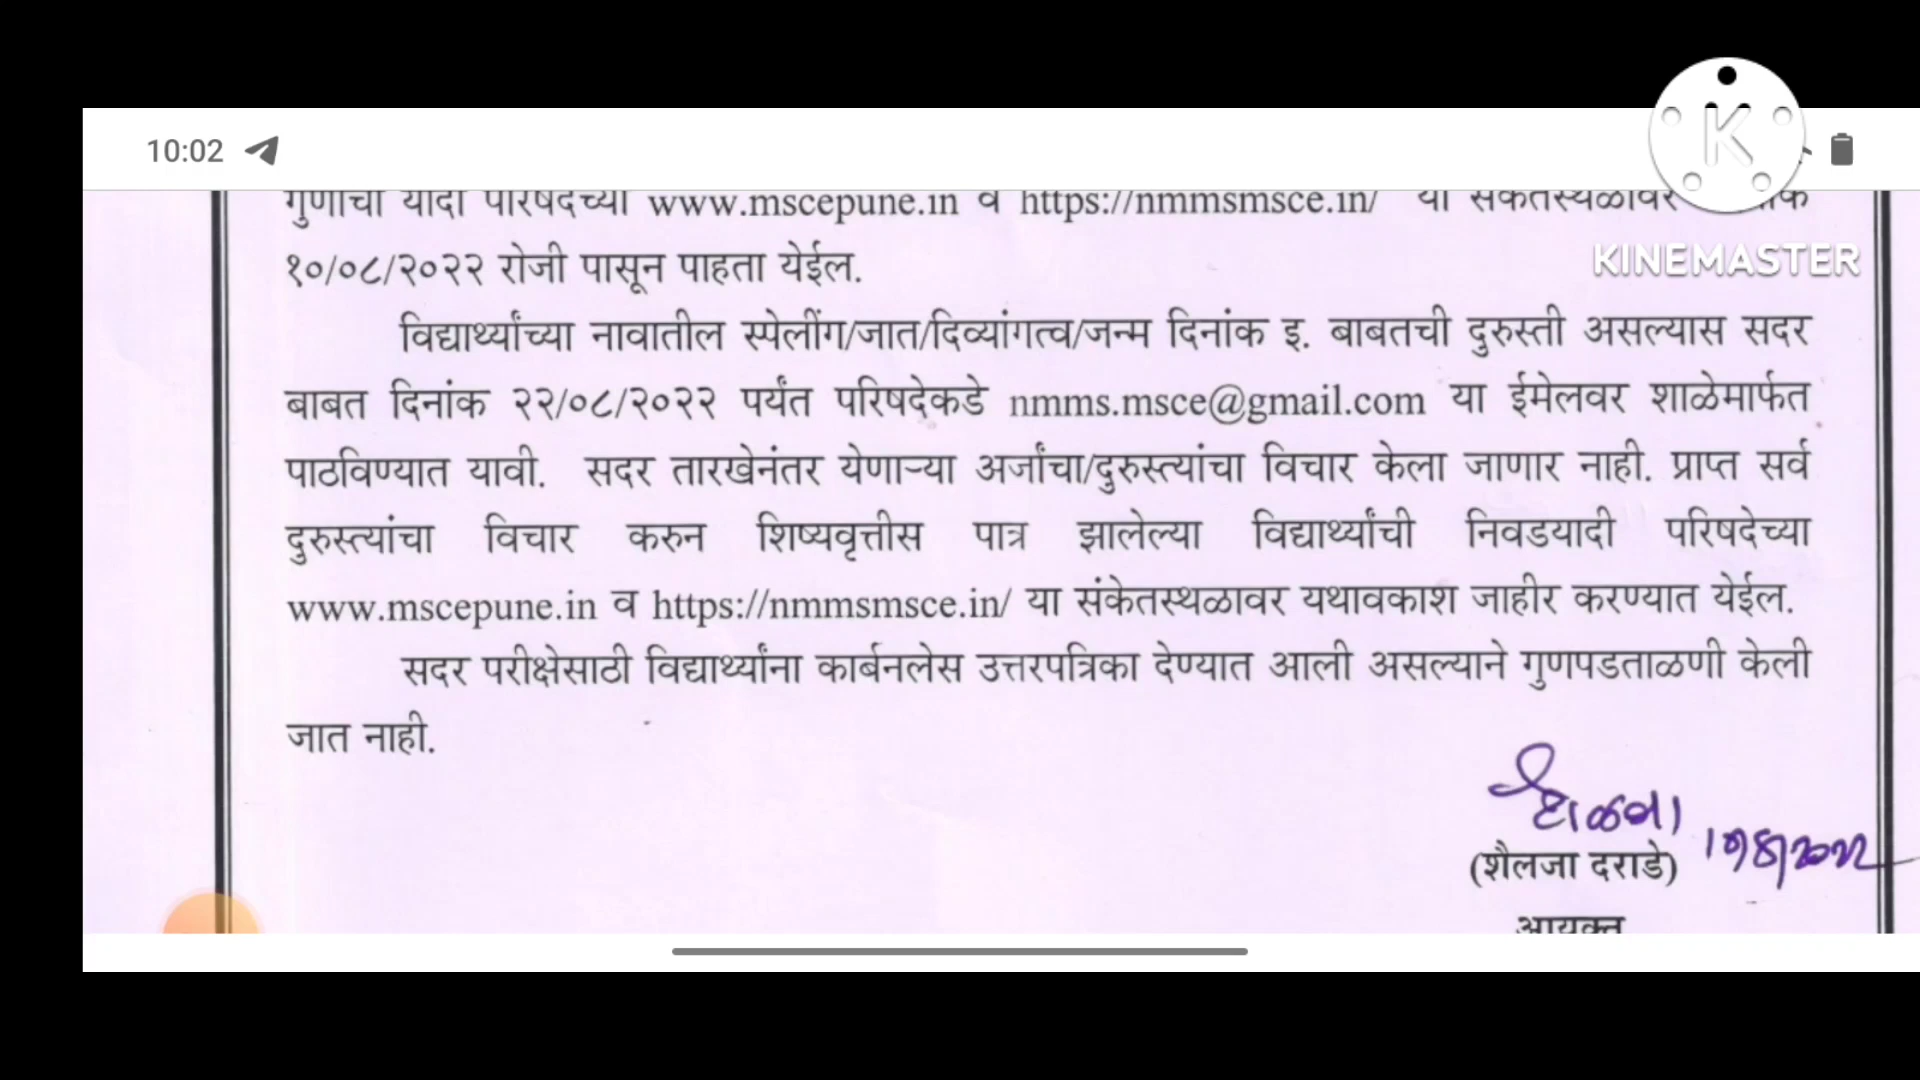 10:02
K
KINEMASTER
गुणांची यादी परिषदेच्या www.mscepune.in व https://nmmsmsce.in/ या संकेतस्थळावर
१०/०८/२०२२ रोजी पासून पाहता येईल.
विद्यार्थ्यांच्या नावातील स्पेलींग/जात/दिव्यांगत्व/जन्म दिनांक इ. बाबतची दुरुस्ती असल्यास सदर
बाबत दिनांक २२/०८/२०२२ पर्यंत परिषदेकडे nmms.msce@gmail.com या ईमेलवर शाळेमार्फत
पाठविण्यात यावी. सदर तारखेनंतर येणाऱ्या अर्जांचा/दुरुस्त्यांचा विचार केला जाणार नाही. प्राप्त सर्व
दुरुस्त्यांचा विचार करुन शिष्यवृत्तीस पात्र झालेल्या विद्यार्थ्यांची निवडयादी परिषदेच्या
www.mscepune.in व https://nmmsmsce.in/ या संकेतस्थळावर यथावकाश जाहीर करण्यात येईल.
सदर परीक्षेसाठी विद्यार्थ्यांना कार्बनलेस उत्तरपत्रिका देण्यात आली असल्याने गुणपडताळणी केली
जात नाही.
(शैलजा दराडे)
आयुक्त